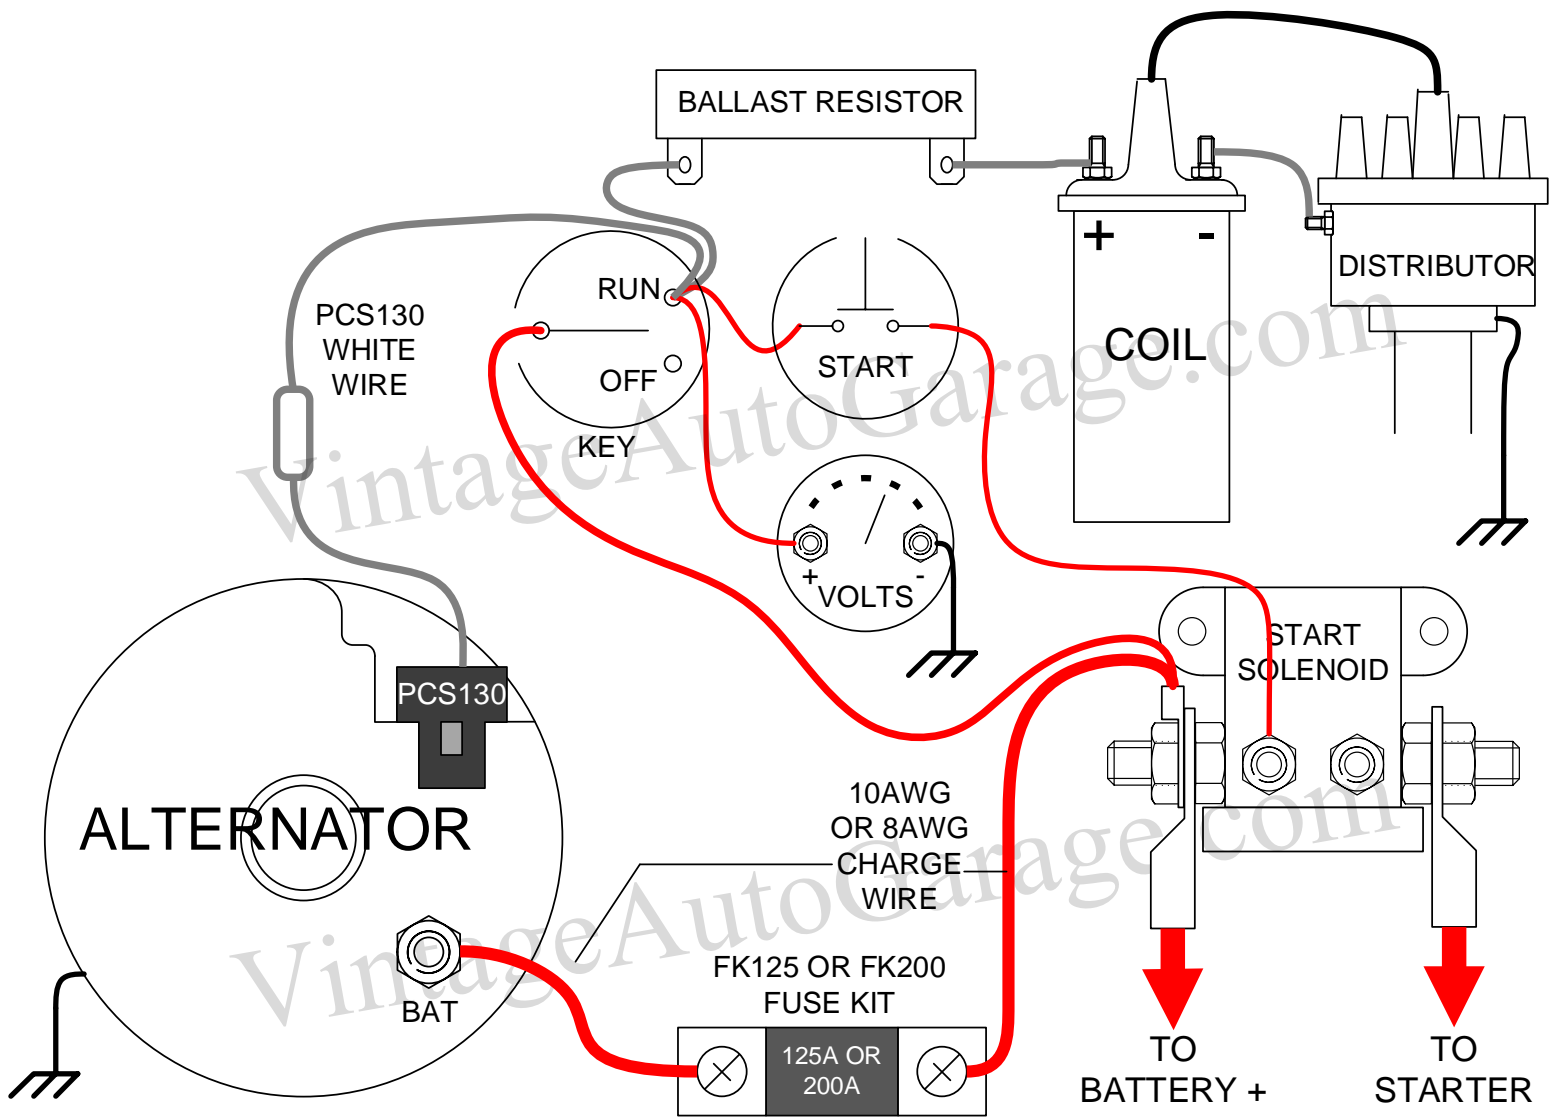 BALLAST RESISTOR
+ -
DISTRIBUTOR
RUN
PCS130
WHITE
WIRE
START
COIL
OFF
KEY
VintageAutoGarage.com
+ -
VOLTS
START
SOLENOID
PCS130
10AWG
OR 8AWG
CHARGE
WIRE
ALTERNATOR
VintageAutoGarage.com
FK125 OR FK200
FUSE KIT
BAT
125A OR
200A
TO
BATTERY +
TO
STARTER